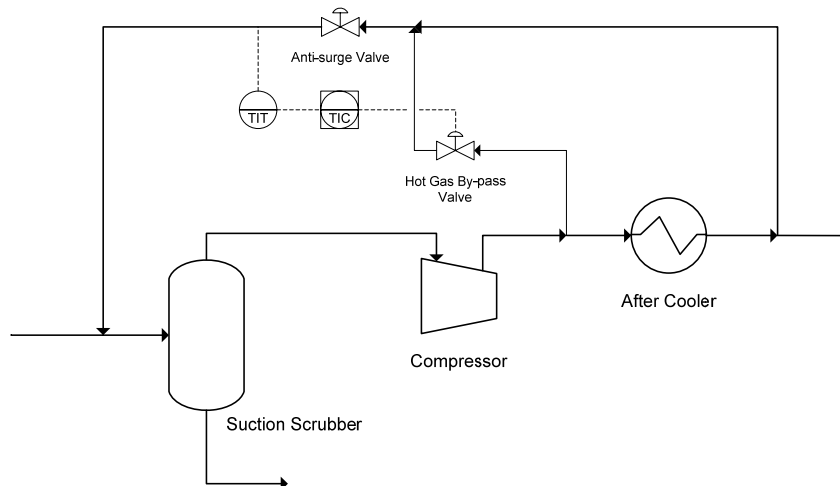 Anti-surge Valve
TIT
TIC
Hot Gas By-pass
Valve
After Cooler
Compressor
Suction Scrubber